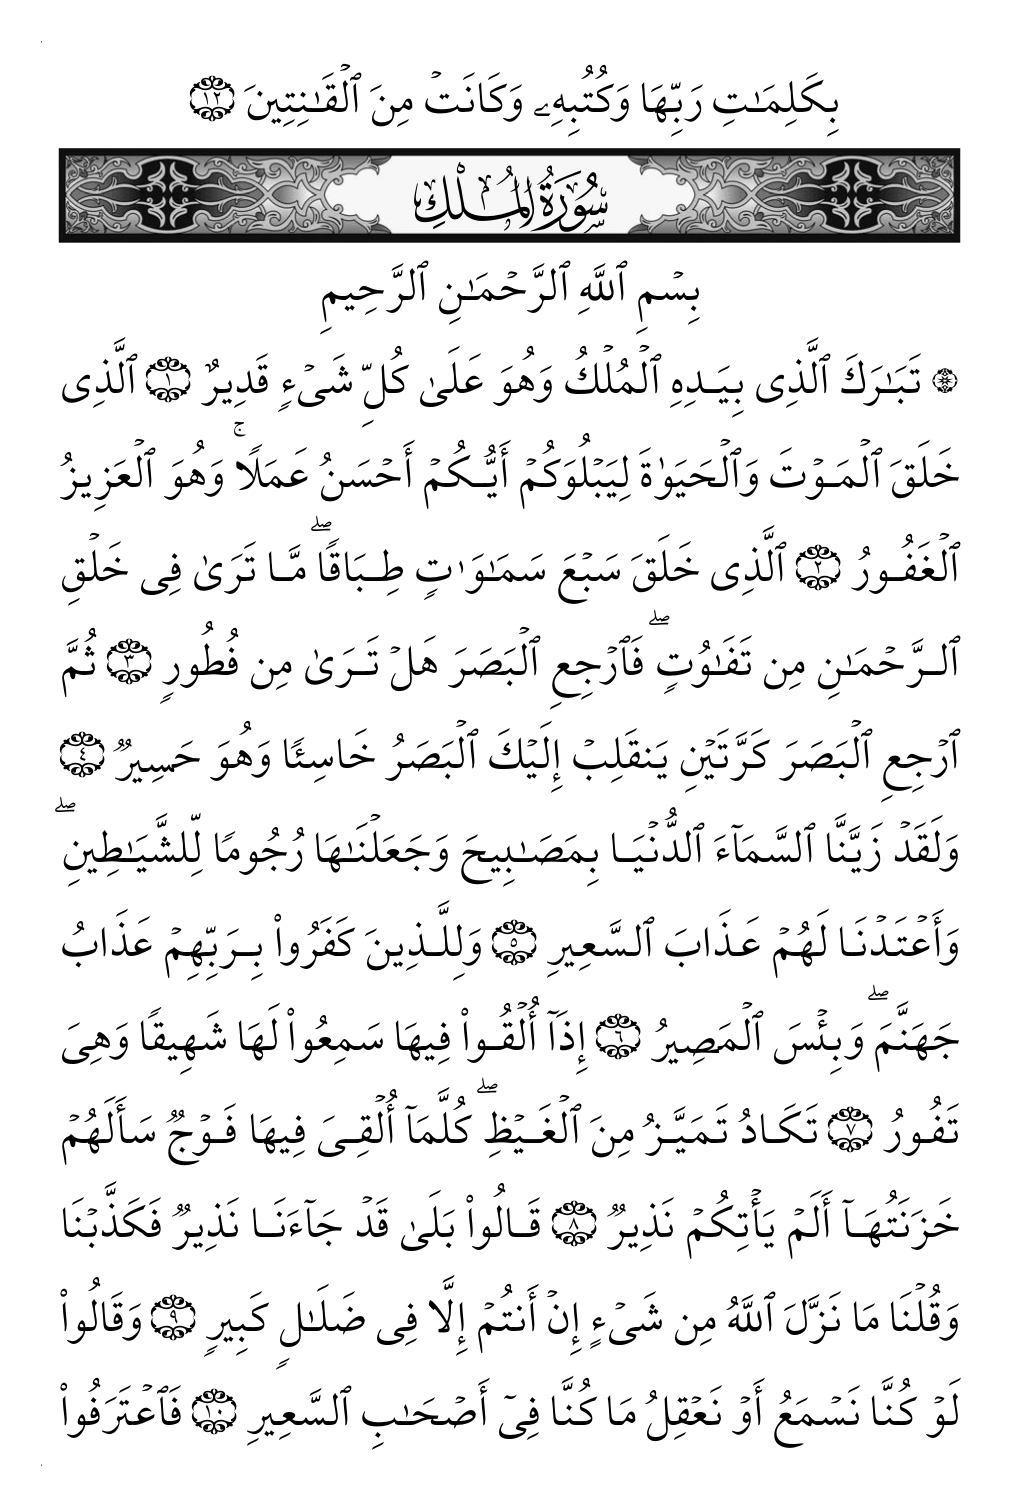 بِكَلِمَـٰتِ رَبِّهَا وَكُتُبِهِۦ وَكَانَتۡ مِنَ ٱلۡقَـٰنِتِينَ ١٢
سُورَةُ المُلۡكِ
بِسۡمِ ٱللَّهِ ٱلرَّحۡمَـٰنِ ٱلرَّحِيمِ
۞ تَبَـٰرَكَ ٱلَّذِى بِيَدِهِ ٱلۡمُلۡكُ وَهُوَ عَلَىٰ كُلِّ شَىۡءٍ قَدِيرٌ ١ ٱلَّذِى
خَلَقَ ٱلۡمَوۡتَ وَٱلۡحَيَوٰةَ لِيَبۡلُوَكُمۡ أَيُّكُمۡ أَحۡسَنُ عَمَلًاۚ وَهُوَ ٱلۡعَزِيزُ
ٱلۡغَفُورُ ٢ ٱلَّذِى خَلَقَ سَبۡعَ سَمَـٰوَٰتٍ طِبَاقًاۖ مَّا تَرَىٰ فِى خَلۡقِ
ٱلرَّحۡمَـٰنِ مِن تَفَـٰوُتٍۖ فَٱرۡجِعِ ٱلۡبَصَرَ هَلۡ تَرَىٰ مِن فُطُورٍ ٣ ثُمَّ
ٱرۡجِعِ ٱلۡبَصَرَ كَرَّتَيۡنِ يَنقَلِبۡ إِلَيۡكَ ٱلۡبَصَرُ خَاسِئًا وَهُوَ حَسِيرٌ ٤
وَلَقَدۡ زَيَّنَّا ٱلسَّمَآءَ ٱلدُّنۡيَا بِمَصَـٰبِيحَ وَجَعَلۡنَـٰهَا رُجُومًا لِّلشَّيَـٰطِينِۖ
وَأَعۡتَدۡنَا لَهُمۡ عَذَابَ ٱلسَّعِيرِ ٥ وَلِلَّذِينَ كَفَرُواْ بِرَبِّهِمۡ عَذَابُ
جَهَنَّمَۖ وَبِئۡسَ ٱلۡمَصِيرُ ٦ إِذَآ أُلۡقُواْ فِيهَا سَمِعُواْ لَهَا شَهِيقًا وَهِىَ
تَفُورُ ٧ تَكَادُ تَمَيَّزُ مِنَ ٱلۡغَيۡظِۖ كُلَّمَآ أُلۡقِىَ فِيهَا فَوۡجٌ سَأَلَهُمۡ
خَزَنَتُهَآ أَلَمۡ يَأۡتِكُمۡ نَذِيرٌ ٨ قَالُواْ بَلَىٰ قَدۡ جَآءَنَا نَذِيرٌ فَكَذَّبۡنَا
وَقُلۡنَا مَا نَزَّلَ ٱللَّهُ مِن شَىۡءٍ إِنۡ أَنتُمۡ إِلَّا فِى ضَلَـٰلٍ كَبِيرٍ ٩ وَقَالُواْ
لَوۡ كُنَّا نَسۡمَعُ أَوۡ نَعۡقِلُ مَا كُنَّا فِىٓ أَصۡحَـٰبِ ٱلسَّعِيرِ ١٠ فَٱعۡتَرَفُواْ